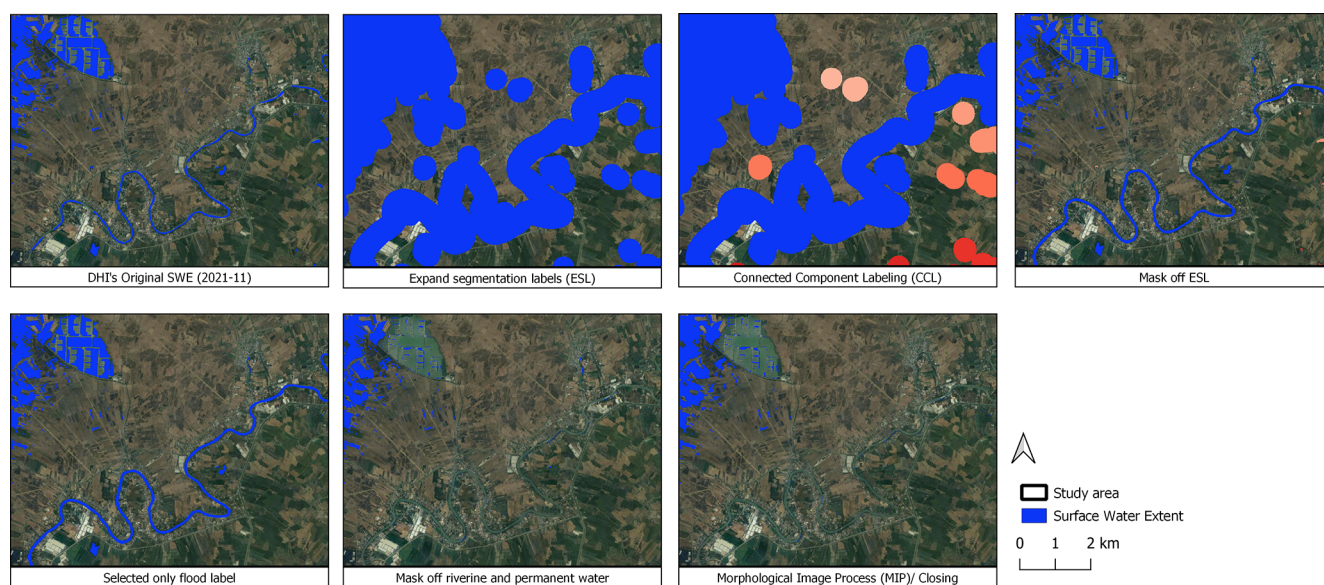 DHI's Original SWE (2021-11)
Expand segmentation labels (ESL)
Connected Component Labeling (CCL)
Mask off ESL
Selected only flood label
Mask off riverine and permanent water
Morphological Image Process (MIP)/ Closing
Study area
Surface Water Extent
0 1 2 km